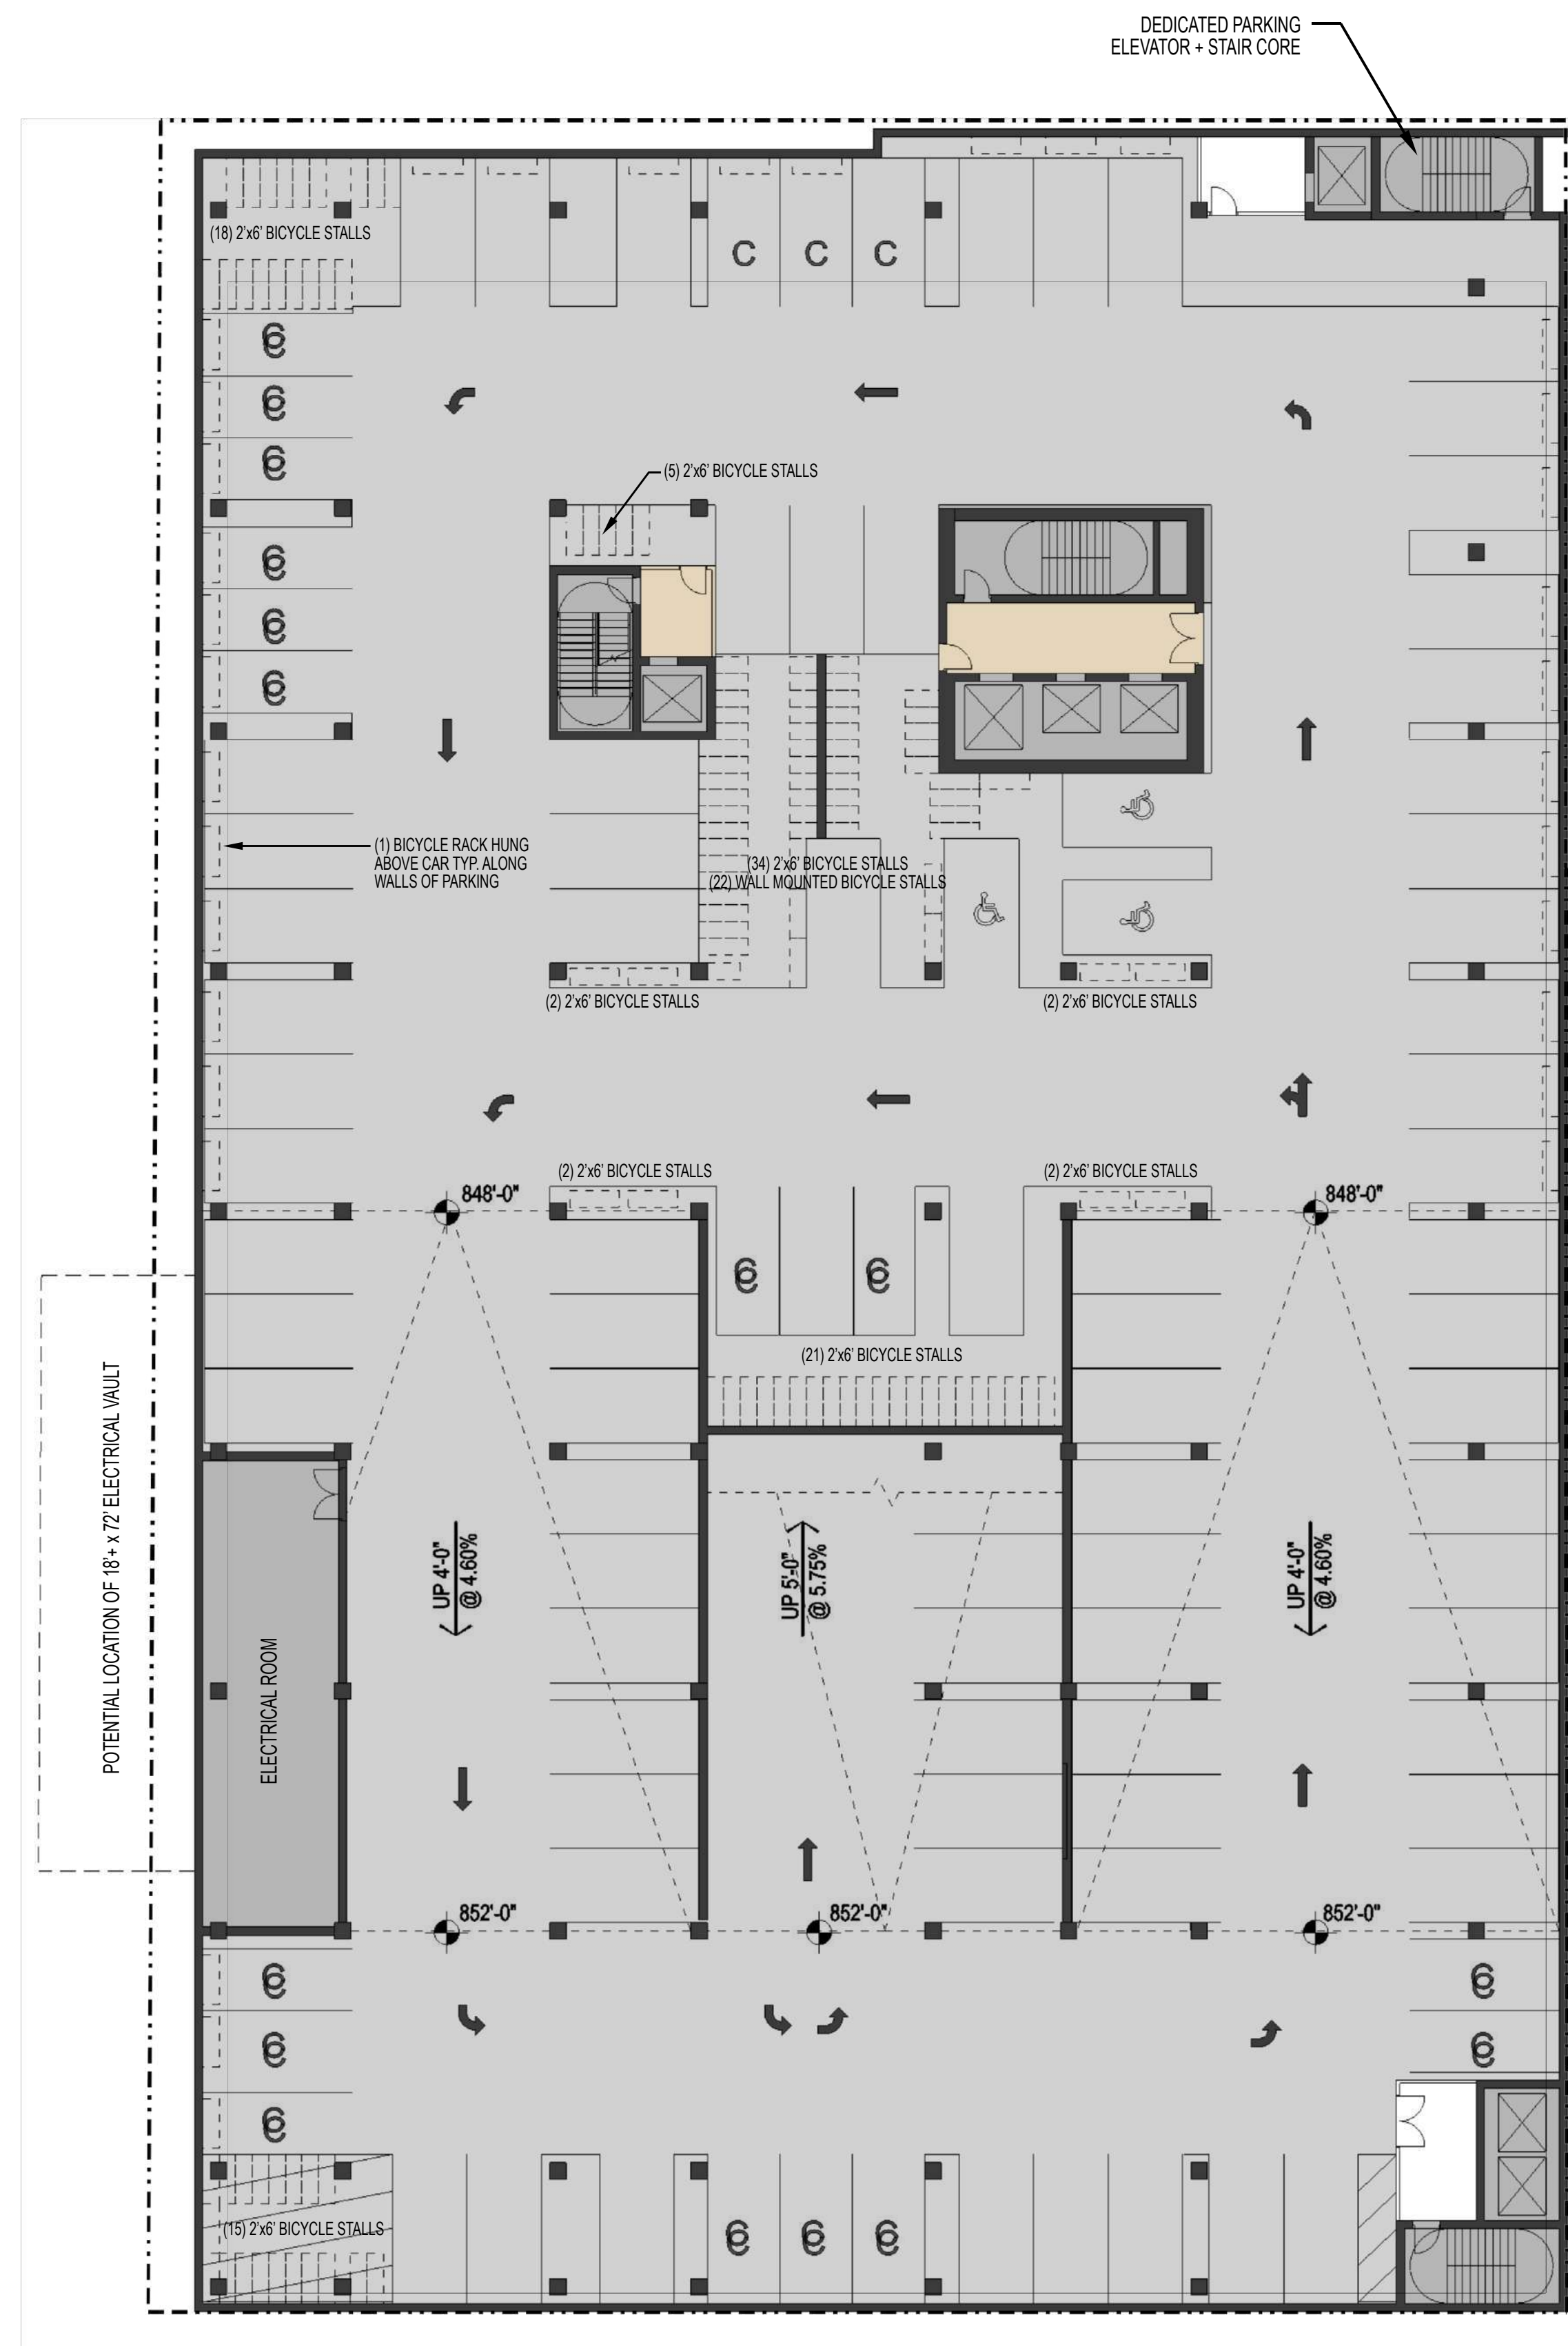 DEDICATED PARKING
ELEVATOR + STAIR CORE
(18) 2'x6' BICYCLE STALLS
C C C
C
C
C
(5) 2'x6' BICYCLE STALLS
C
C
C
(1) BICYCLE RACK HUNG
ABOVE CAR TYP. ALONG
WALLS OF PARKING
(34) 2'x6' BICYCLE STALLS
(22) WALL MOUNTED BICYCLE STALLS
(2) 2'x6' BICYCLE STALLS
(2) 2'x6' BICYCLE STALLS
(2) 2'x6' BICYCLE STALLS
(2) 2'x6' BICYCLE STALLS
848'-0"
848'-0"
C C
(21) 2'x6' BICYCLE STALLS
POTENTIAL LOCATION OF 18'+ x 72' ELECTRICAL VAULT
ELECTRICAL ROOM
UP 4'-0"
@ 4.60%
UP 5'-0"
@ 5.75%
UP 4'-0"
@ 4.60%
852'-0"
852'-0"
852'-0"
C C
C C
C
(15) 2'x6' BICYCLE STALLS
C C C